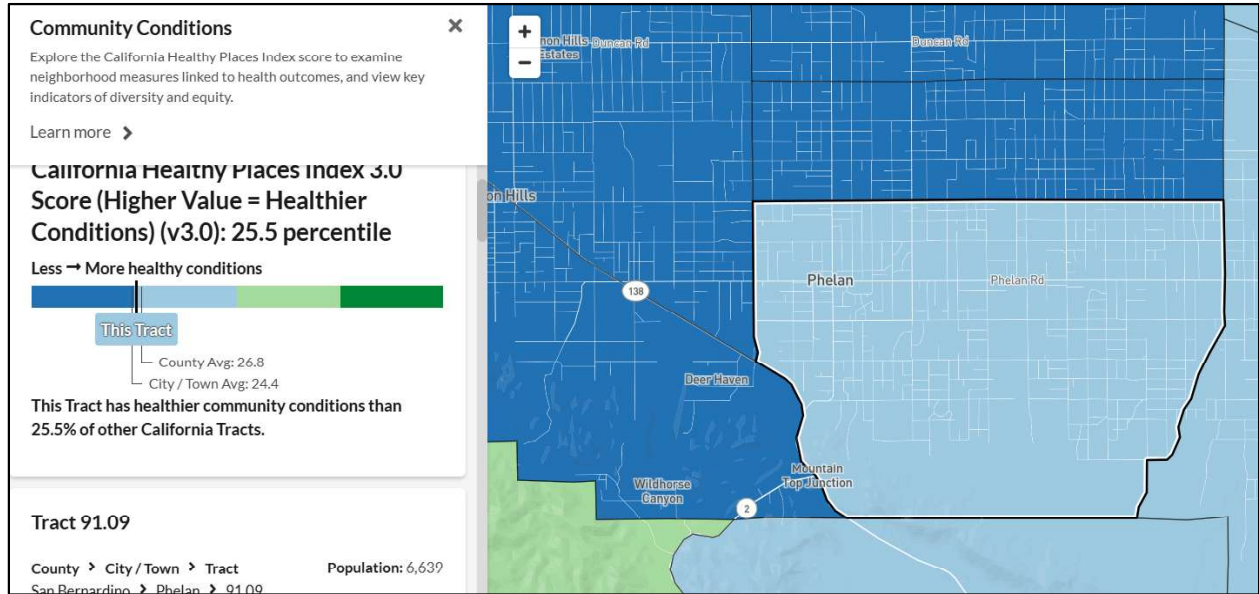 Community Conditions
×
Explore the California Healthy Places Index score to examine
neighborhood measures linked to health outcomes, and view key
indicators of diversity and equity.
Learn more >
California Healthy Places Index 3.0
Score (Higher Value = Healthier
Conditions) (v3.0): 25.5 percentile
Less → More healthy conditions
This Tract
County Avg: 26.8
City / Town Avg: 24.4
This Tract has healthier community conditions than
25.5% of other California Tracts.
Tract 91.09
County > City / Town > Tract
Population: 6,639
San Bernardino > Phelan > 91.09
+
−
non Hills
Estates
Duncan Rd
Duncan Rd
on Hills
138
Phelan
Phelan Rd
Deer Haven
Mountain
Top Junction
Wildhorse
Canyon
2